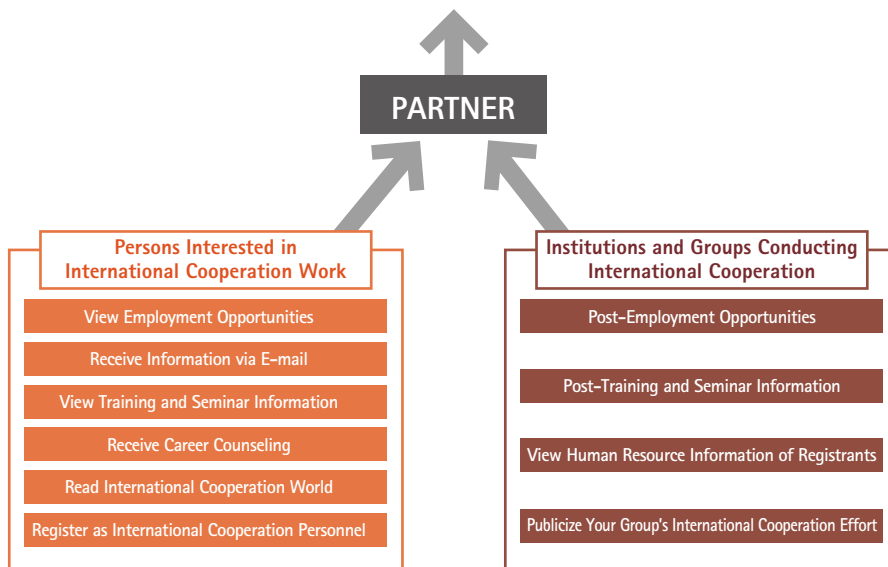 PARTNER
Persons Interested in
International Cooperation Work
View Employment Opportunities
Receive Information via E-mail
View Training and Seminar Information
Receive Career Counseling
Read International Cooperation World
Register as International Cooperation Personnel
Institutions and Groups Conducting
International Cooperation
Post-Employment Opportunities
Post-Training and Seminar Information
View Human Resource Information of Registrants
Publicize Your Group's International Cooperation Effort